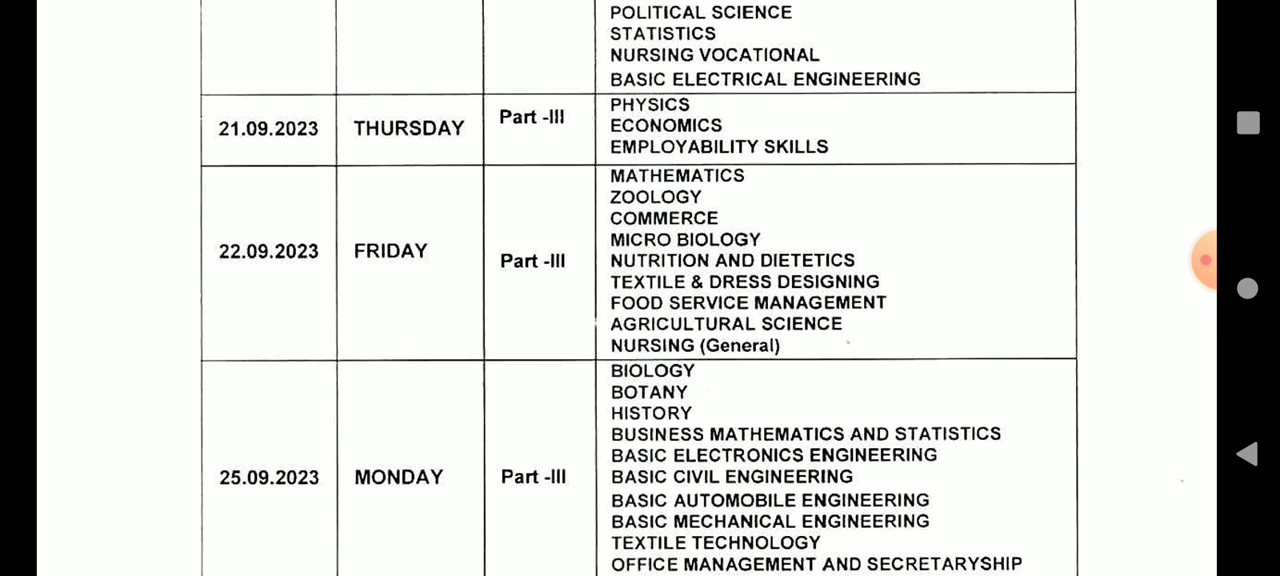 POLITICAL SCIENCE
STATISTICS
NURSING VOCATIONAL
BASIC ELECTRICAL ENGINEERING
21.09.2023 THURSDAY Part -III
PHYSICS
ECONOMICS
EMPLOYABILITY SKILLS
22.09.2023 FRIDAY Part -III
MATHEMATICS
ZOOLOGY
COMMERCE
MICRO BIOLOGY
NUTRITION AND DIETETICS
TEXTILE & DRESS DESIGNING
FOOD SERVICE MANAGEMENT
AGRICULTURAL SCIENCE
NURSING (General)
25.09.2023 MONDAY Part -III
BIOLOGY
BOTANY
HISTORY
BUSINESS MATHEMATICS AND STATISTICS
BASIC ELECTRONICS ENGINEERING
BASIC CIVIL ENGINEERING
BASIC AUTOMOBILE ENGINEERING
BASIC MECHANICAL ENGINEERING
TEXTILE TECHNOLOGY
OFFICE MANAGEMENT AND SECRETARYSHIP